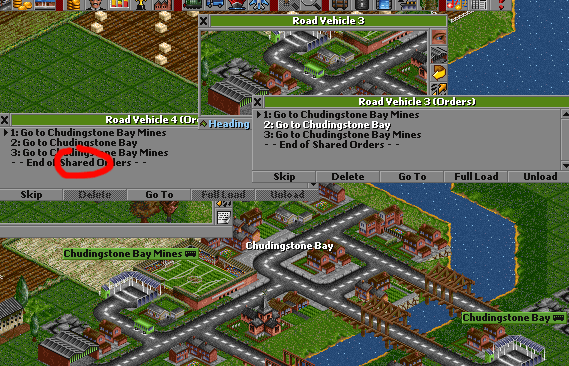 Road Vehicle 3
Road Vehicle 3 (Orders)
1: Go to Chudingstone Bay Mines
2: Go to Chudingstone Bay
3: Go to Chudingstone Bay Mines
- - End of Orders - -
Skip Delete Go To Full Load Unload
Heading
Road Vehicle 4 (Or
1: Go to Chudingstone Bay Mines
2: Go to Chudingstone Bay
3: Go to Chudingstone Bay Mines
- - End of Shared Orders - -
Skip Delete Go To Full Load Unload
Chudingstone Bay
Chudingstone Bay Mines
Chudingstone Bay